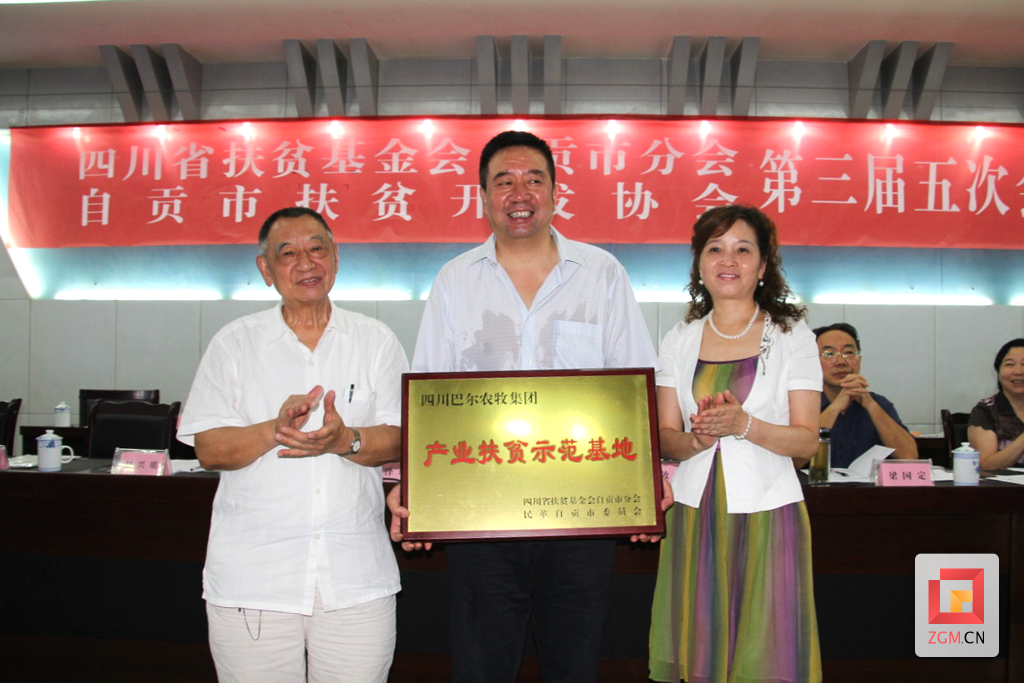 四川省扶贫基金会 贡市分会
自贡市扶贫开发协会
第三届五次
四川巴尔农牧集团
产业扶贫示范基地
四川省扶贫基金会自贡市分会
民革自贡市委员会
梁国定
ZGM.CN